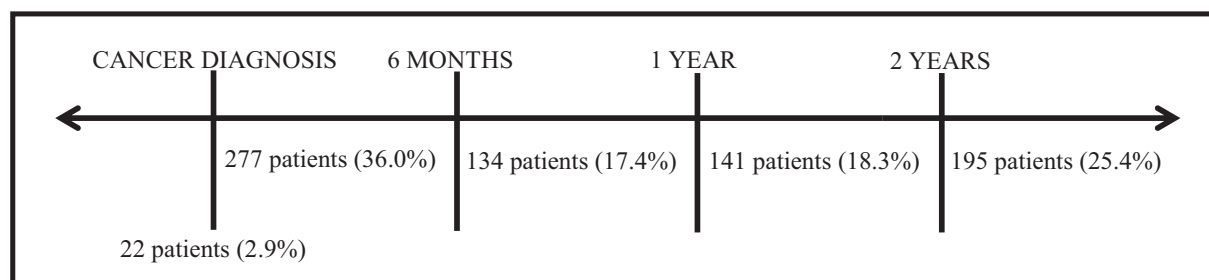 CANCER DIAGNOSIS 6 MONTHS 1 YEAR 2 YEARS
277 patients (36.0%) 134 patients (17.4%) 141 patients (18.3%) 195 patients (25.4%)
22 patients (2.9%)